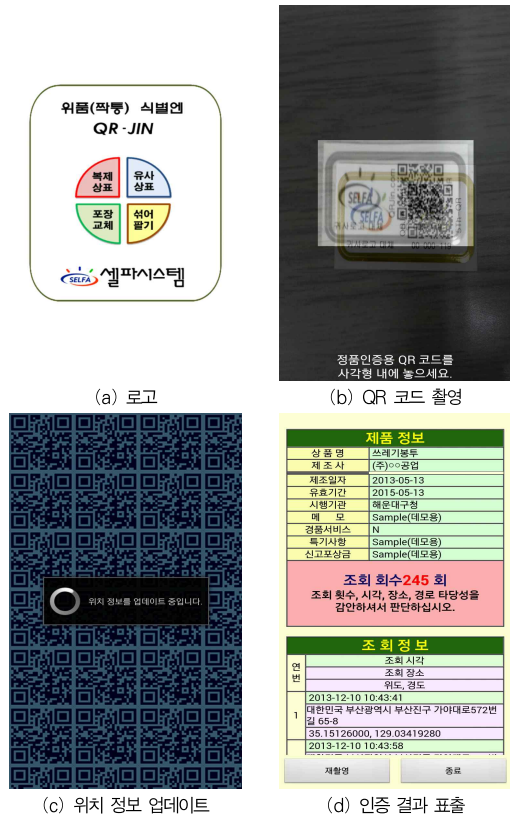 위품(짝퉁) 식별엔
QR-JIN
복제
상표
유사
상표
포장
교체
섞어
팔기
SELFA 셀파시스템
(a) 로고
SELFA
SELFA
귀사로고 대체
00-000-119
정품인증용 QR 코드를
사각형 내에 놓으세요.
(b) QR 코드 촬영
위치 정보를 업데이트 중입니다.
(c) 위치 정보 업데이트
제품 정보
상 품 명 쓰레기봉투
제 조 사 (주)○○공업
제조일자 2013-05-13
유효기간 2015-05-13
시행기관 해운대구청
메 모 Sample(데모용)
경품서비스 N
특기사항 Sample(데모용)
신고포상금 Sample(데모용)
조회 회수245 회
조회 횟수, 시각, 장소, 경로 타당성을
감안하셔서 판단하십시오.
조 회 정 보
연번
조회 시각
조회 장소
위도, 경도
1
2013-12-10 10:43:41
대한민국 부산광역시 부산진구 가야대로572번
길 65-8
35.15126000, 129.03419280
2013-12-10 10:43:58
재촬영
종료
(d) 인증 결과 표출